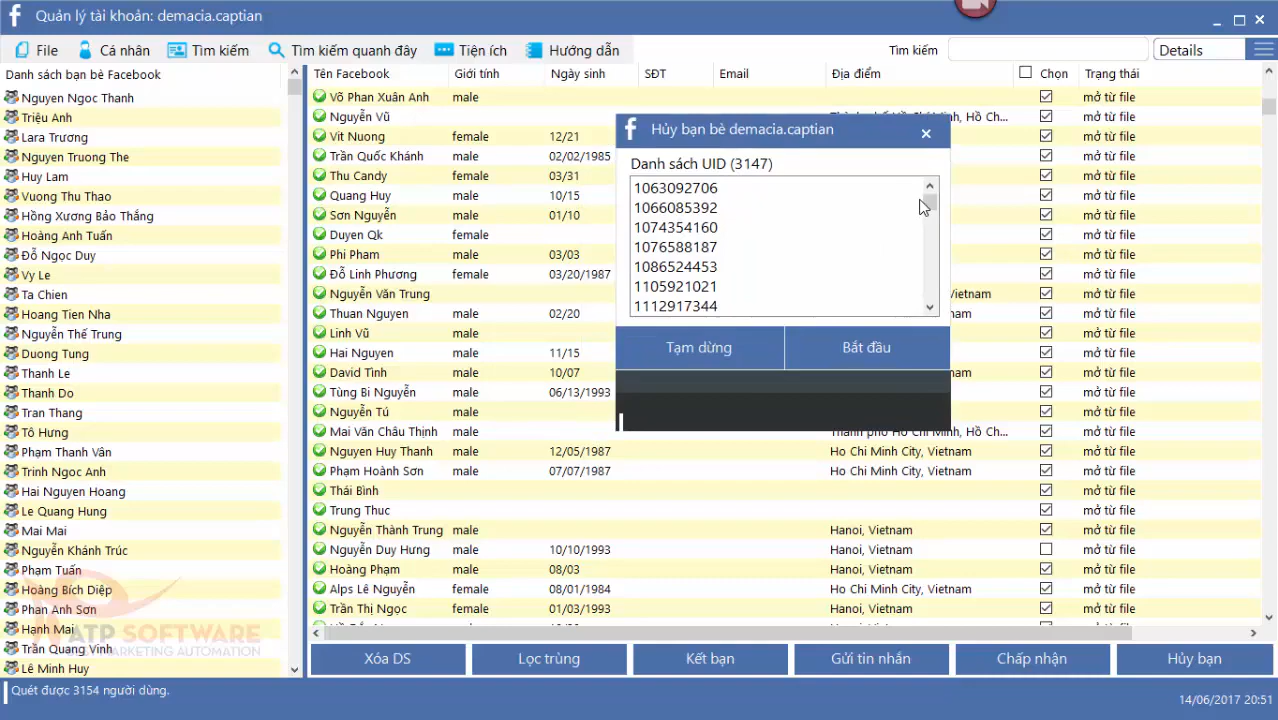 Quản lý tài khoản: demacia.captian
File Cá nhân Tìm kiếm Tìm kiếm quanh đây Tiện ích Hướng dẫn Tìm kiếm Details
Danh sách bạn bè Facebook
Nguyen Ngoc Thanh
Triệu Anh
Lara Trương
Nguyen Truong The
Huy Lam
Vuong Thu Thao
Hồng Xương Bảo Thắng
Hoàng Anh Tuấn
Đỗ Ngọc Duy
Vy Le
Ta Chien
Hoang Tien Nha
Nguyễn Thế Trung
Duong Tung
Thanh Le
Thanh Do
Tran Thang
Tô Hưng
Phạm Thanh Vân
Trinh Ngoc Anh
Hai Nguyen Hoang
Le Quang Hung
Mai Mai
Nguyễn Khánh Trúc
Phạm Tuấn
Hoàng Bích Diệp
Phan Anh Sơn
Hạnh Mai
Trần Quang Vinh
Lê Minh Huy
ATP SOFTWARE
MARKETING AUTOMATION
Tên Facebook Giới tính Ngày sinh SĐT Email Địa điểm Chọn Trạng thái
Võ Phan Xuân Anh male mở từ file
Nguyễn Vũ Thành phố Hồ Chí Minh, Hồ Ch... mở từ file
Vit Nuong female 12/21 mở từ file
Trần Quốc Khánh male 02/02/1985 mở từ file
Thu Candy female 03/31 mở từ file
Quang Huy male 10/15 mở từ file
Sơn Nguyễn male 01/10 mở từ file
Duyen Qk female mở từ file
Phi Pham male 03/03 mở từ file
Đỗ Linh Phương female 03/20/1987 mở từ file
Nguyễn Văn Trung male Vietnam mở từ file
Thuan Nguyen male 02/20 mở từ file
Linh Vũ male mở từ file
Hai Nguyen male 11/15 mở từ file
David Tình male 10/07 mở từ file
Tùng Bi Nguyễn male 06/13/1993 mở từ file
Nguyễn Tú male mở từ file
Mai Văn Châu Thịnh male Thành phố Hồ Chí Minh, Hồ Ch... mở từ file
Nguyen Huy Thanh male 12/05/1987 Ho Chi Minh City, Vietnam mở từ file
Phạm Hoành Sơn male 07/07/1987 Ho Chi Minh City, Vietnam mở từ file
Thái Bình mở từ file
Trung Thuc mở từ file
Nguyễn Thành Trung male Hanoi, Vietnam mở từ file
Nguyễn Duy Hưng male 10/10/1993 Hanoi, Vietnam mở từ file
Hoàng Phạm male 08/03 Hanoi, Vietnam mở từ file
Alps Lê Nguyễn female 08/01/1984 Ho Chi Minh City, Vietnam mở từ file
Trần Thị Ngọc female 01/03/1993 Hanoi, Vietnam mở từ file
Hủy bạn bè demacia.captian
Danh sách UID (3147)
1063092706
1066085392
1074354160
1076588187
1086524453
1105921021
1112917344
Tạm dừng Bắt đầu
Xóa DS Lọc trùng Kết bạn Gửi tin nhắn Chấp nhận Hủy bạn
Quét được 3154 người dùng.
14/06/2017 20:51